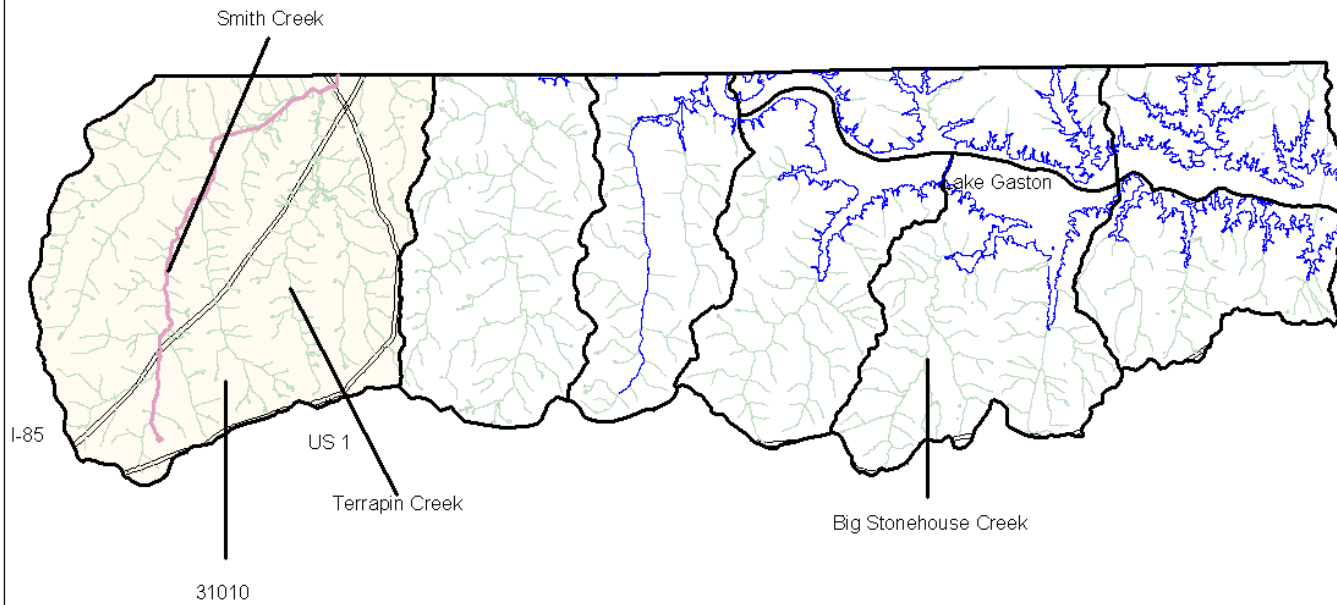 Smith Creek
Lake Gaston
I-85
US 1
Terrapin Creek
Big Stonehouse Creek
31010